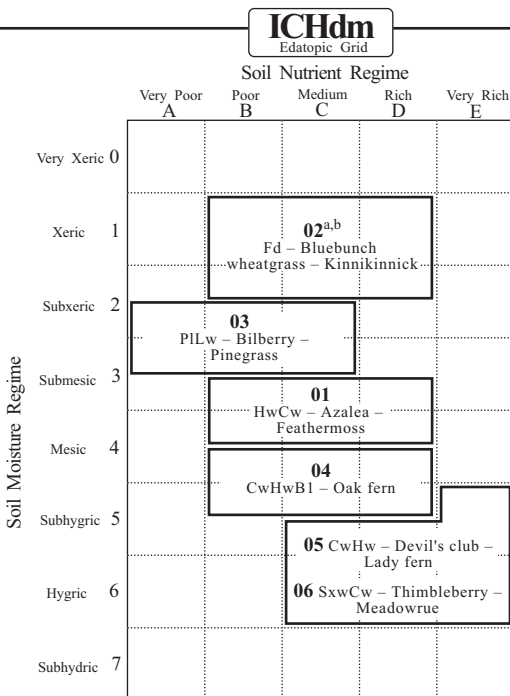 ICHdm
Edatopic Grid
Soil Nutrient Regime
Very Poor Poor Medium Rich Very Rich
A B C D E
Soil Moisture Regime
Very Xeric 0
Xeric 1
02a,b
Fd – Bluebunch
wheatgrass – Kinnikinnick
Subxeric 2
03
PlLw – Bilberry –
Pinegrass
Submesic 3
01
HwCw – Azalea –
Feathermoss
Mesic 4
04
CwHwB1 – Oak fern
Subhygric 5
05 CwHw – Devil's club –
Lady fern
Hygric 6
06 SxwCw – Thimbleberry –
Meadowrue
Subhydric 7